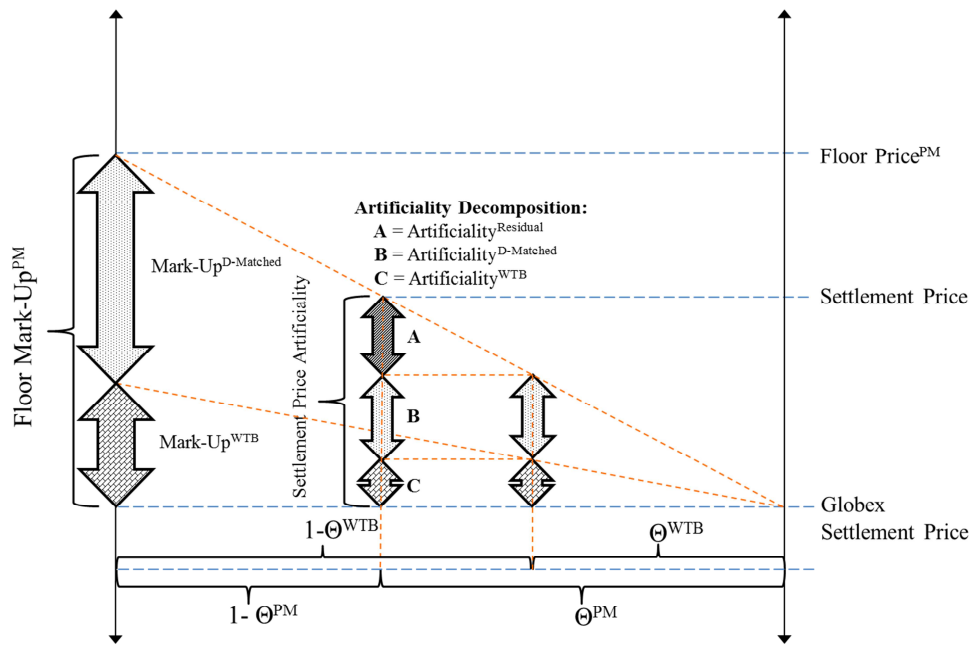 Floor Price^PM
Artificiality Decomposition:
A = Artificiality^Residual
B = Artificiality^D-Matched
C = Artificiality^WTB
Mark-Up^D-Matched
Settlement Price
Floor Mark-Up^PM
Settlement Price Artificiality
A
B
Mark-Up^WTB
C
Globex
Settlement Price
1-Θ^WTB
Θ^WTB
1- Θ^PM
Θ^PM